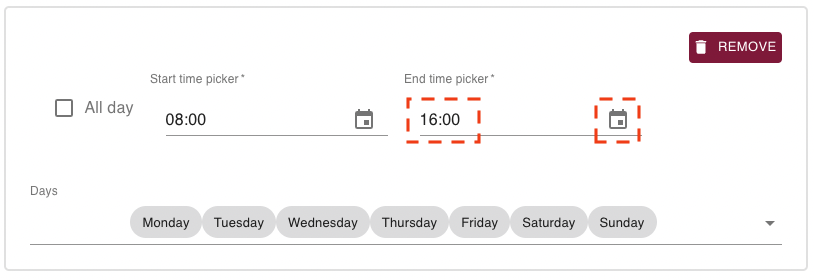 REMOVE
Start time picker * End time picker *
All day 08:00 16:00
Days
Monday Tuesday Wednesday Thursday Friday Saturday Sunday